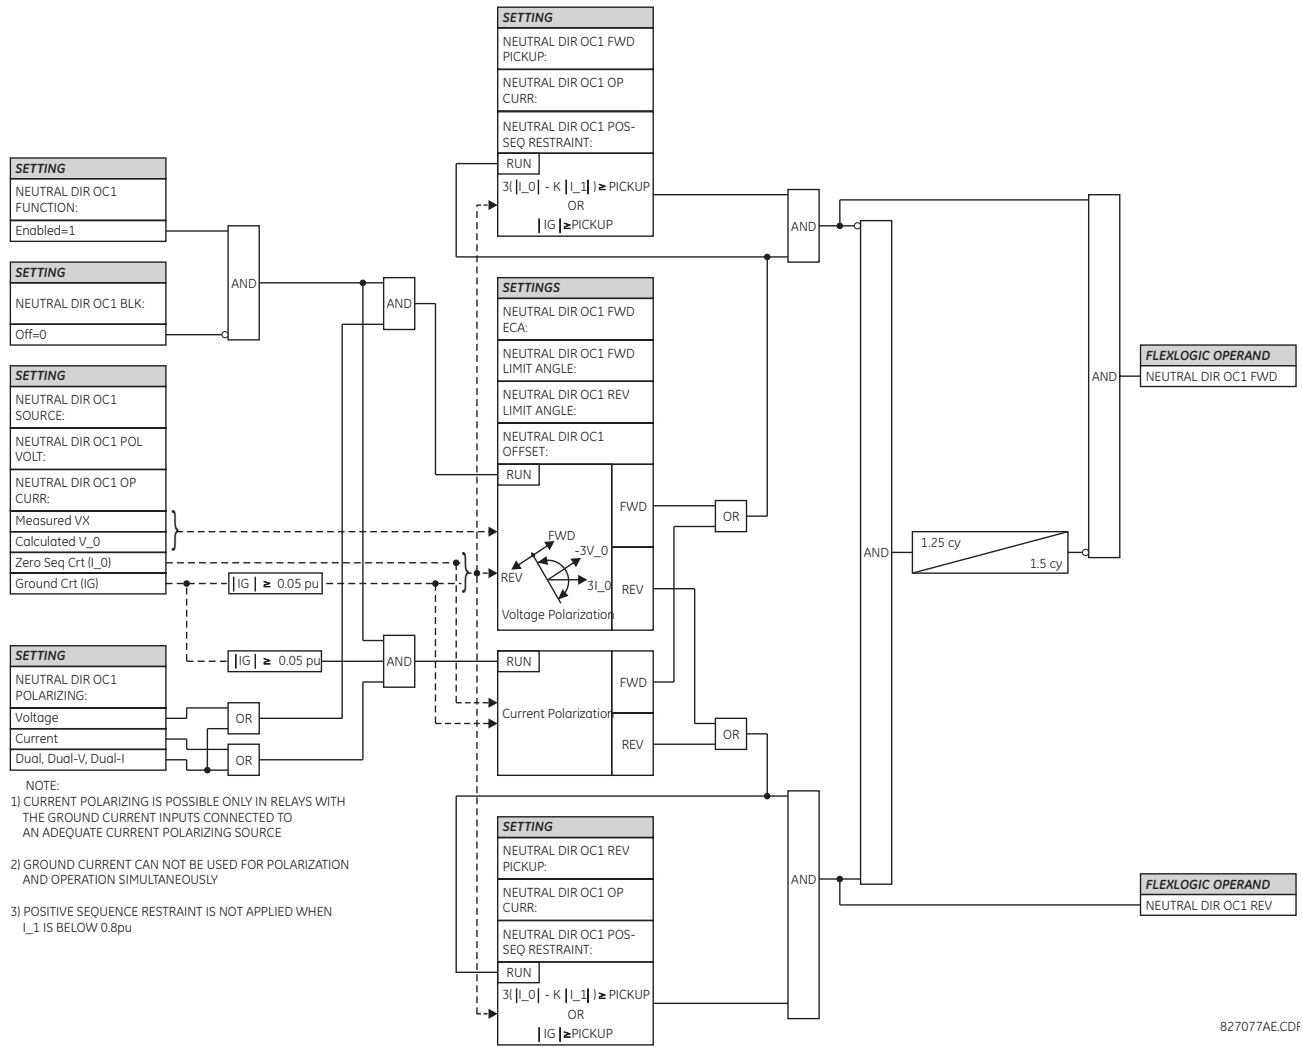 SETTING
NEUTRAL DIR OC1 FWD
PICKUP:
NEUTRAL DIR OC1 OP
CURR:
NEUTRAL DIR OC1 POS-
SEQ RESTRAINT:
RUN
3( |I_0| - K |I_1| ) ≥ PICKUP
OR
| IG | ≥PICKUP
SETTING
NEUTRAL DIR OC1
FUNCTION:
Enabled=1
SETTING
NEUTRAL DIR OC1 BLK:
Off=0
SETTING
NEUTRAL DIR OC1
SOURCE:
NEUTRAL DIR OC1 POL
VOLT:
NEUTRAL DIR OC1 OP
CURR:
Measured VX
Calculated V_0
Zero Seq Crt (I_0)
Ground Crt (IG)
SETTING
NEUTRAL DIR OC1
POLARIZING:
Voltage
Current
Dual, Dual-V, Dual-I
NOTE:
1) CURRENT POLARIZING IS POSSIBLE ONLY IN RELAYS WITH
THE GROUND CURRENT INPUTS CONNECTED TO
AN ADEQUATE CURRENT POLARIZING SOURCE
2) GROUND CURRENT CAN NOT BE USED FOR POLARIZATION
AND OPERATION SIMULTANEOUSLY
3) POSITIVE SEQUENCE RESTRAINT IS NOT APPLIED WHEN
I_1 IS BELOW 0.8pu
AND
AND
|IG | ≥ 0.05 pu
|IG | ≥ 0.05 pu
AND
OR
OR
SETTINGS
NEUTRAL DIR OC1 FWD
ECA:
NEUTRAL DIR OC1 FWD
LIMIT ANGLE:
NEUTRAL DIR OC1 REV
LIMIT ANGLE:
NEUTRAL DIR OC1
OFFSET:
RUN
FWD
FWD
-3V_0
REV
3I_0
REV
Voltage Polarization
RUN
FWD
Current Polarization
REV
OR
OR
SETTING
NEUTRAL DIR OC1 REV
PICKUP:
NEUTRAL DIR OC1 OP
CURR:
NEUTRAL DIR OC1 POS-
SEQ RESTRAINT:
RUN
3( |I_0| - K |I_1| ) ≥ PICKUP
OR
| IG | ≥PICKUP
AND
AND
AND
1.25 cy
1.5 cy
AND
FLEXLOGIC OPERAND
NEUTRAL DIR OC1 FWD
FLEXLOGIC OPERAND
NEUTRAL DIR OC1 REV
827077AE.CDR